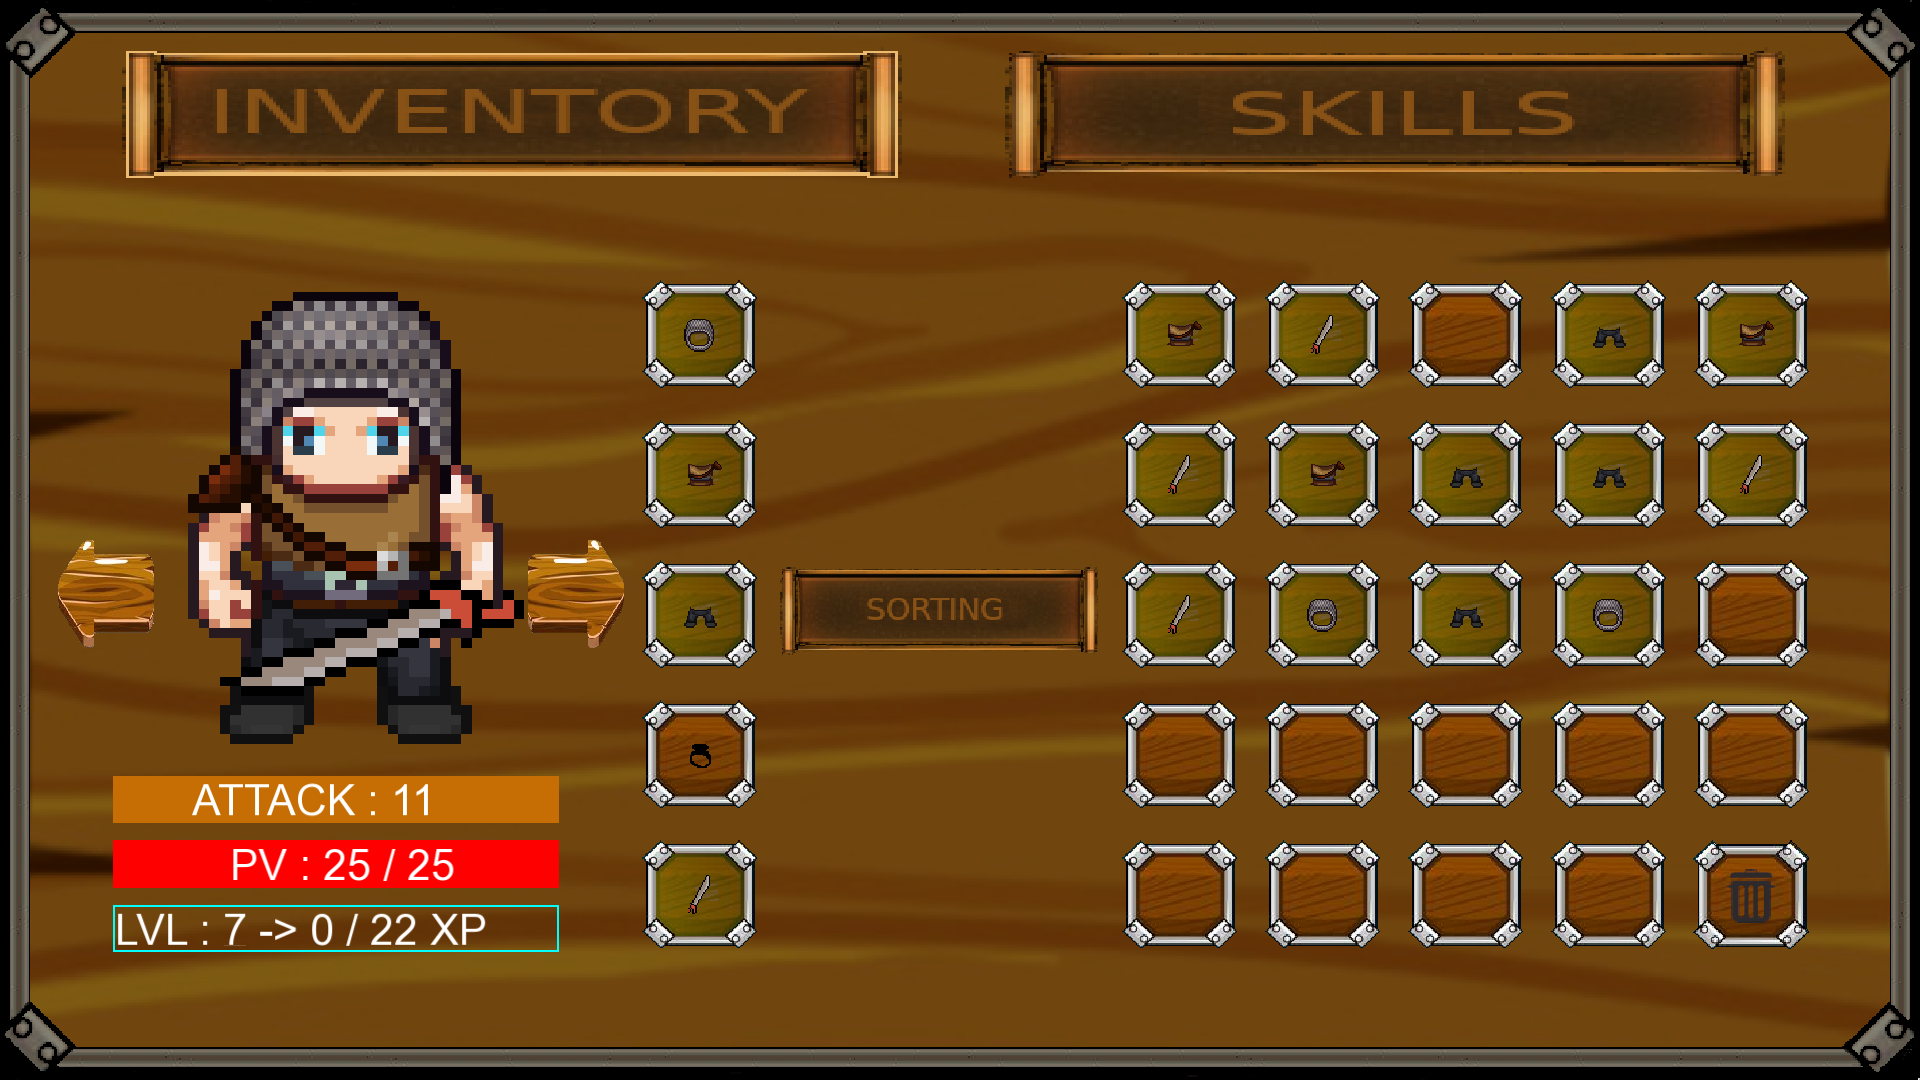 INVENTORY
SKILLS
SORTING
ATTACK : 11
PV : 25 / 25
LVL : 7 -> 0 / 22 XP